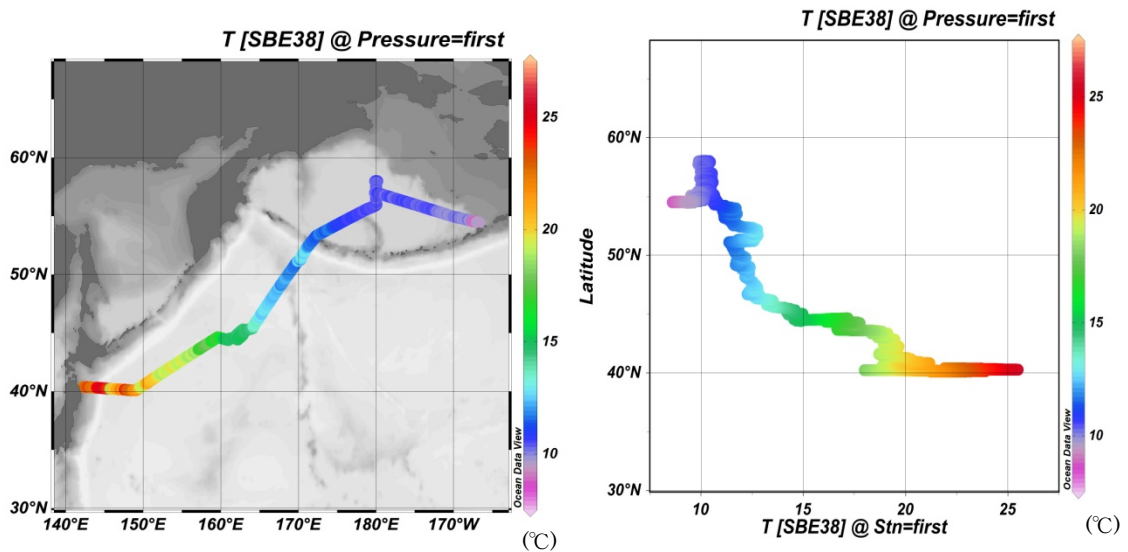 T [SBE38] @ Pressure=first
60°N
50°N
40°N
30°N
140°E 150°E 160°E 170°E 180°E 170°W
25
20
15
10
Ocean Data View
(℃)
T [SBE38] @ Pressure=first
Latitude
60°N
50°N
40°N
30°N
10 15 20 25
T [SBE38] @ Stn=first
25
20
15
10
Ocean Data View
(℃)